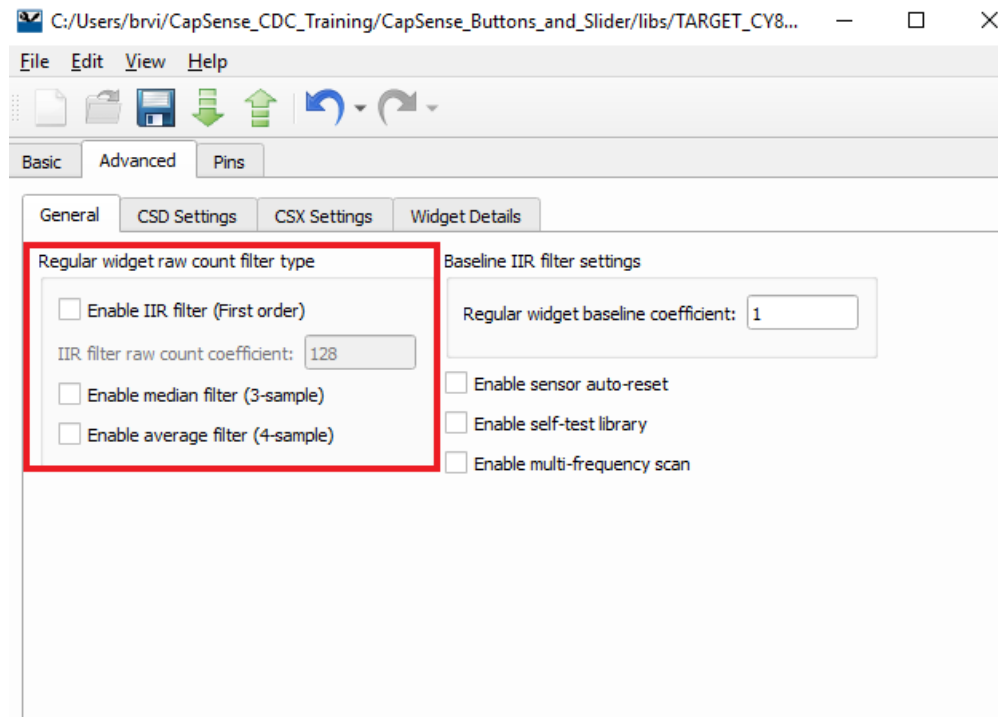 C:/Users/brvi/CapSense_CDC_Training/CapSense_Buttons_and_Slider/libs/TARGET_CY8...
File Edit View Help
Basic Advanced Pins
General CSD Settings CSX Settings Widget Details
Regular widget raw count filter type
Enable IIR filter (First order)
IIR filter raw count coefficient: 128
Enable median filter (3-sample)
Enable average filter (4-sample)
Baseline IIR filter settings
Regular widget baseline coefficient: 1
Enable sensor auto-reset
Enable self-test library
Enable multi-frequency scan